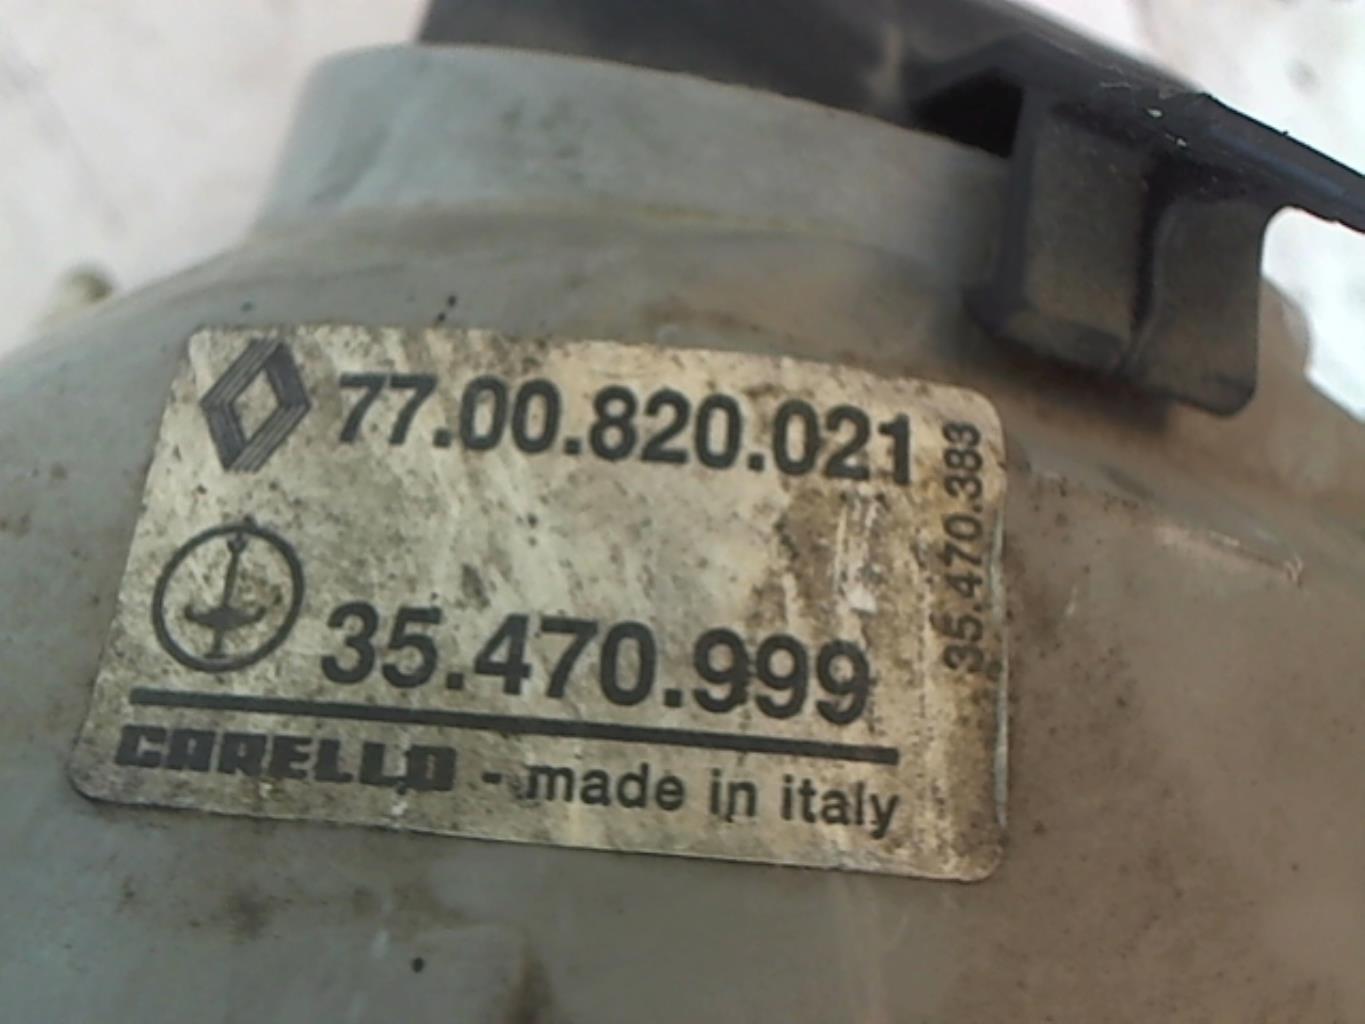 77.00.820.021
35.470.383
35.470.999
CARELLO - made in italy